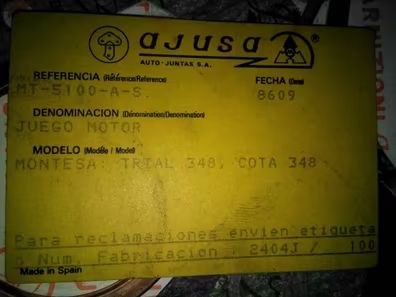 ajusa ®
AUTO-JUNTAS S.A.
REFERENCIA (Référence/Reference) FECHA (Date)
MT-5100-A-S. 8609
DENOMINACION (Dénomination/Denomination)
JUEGO MOTOR
MODELO (Modèle / Model)
MONTESA: TRIAL 348, COTA 348
Para reclamaciones envien etiqueta
o Num. Fabricacion : 2404J / 100
Made in Spain